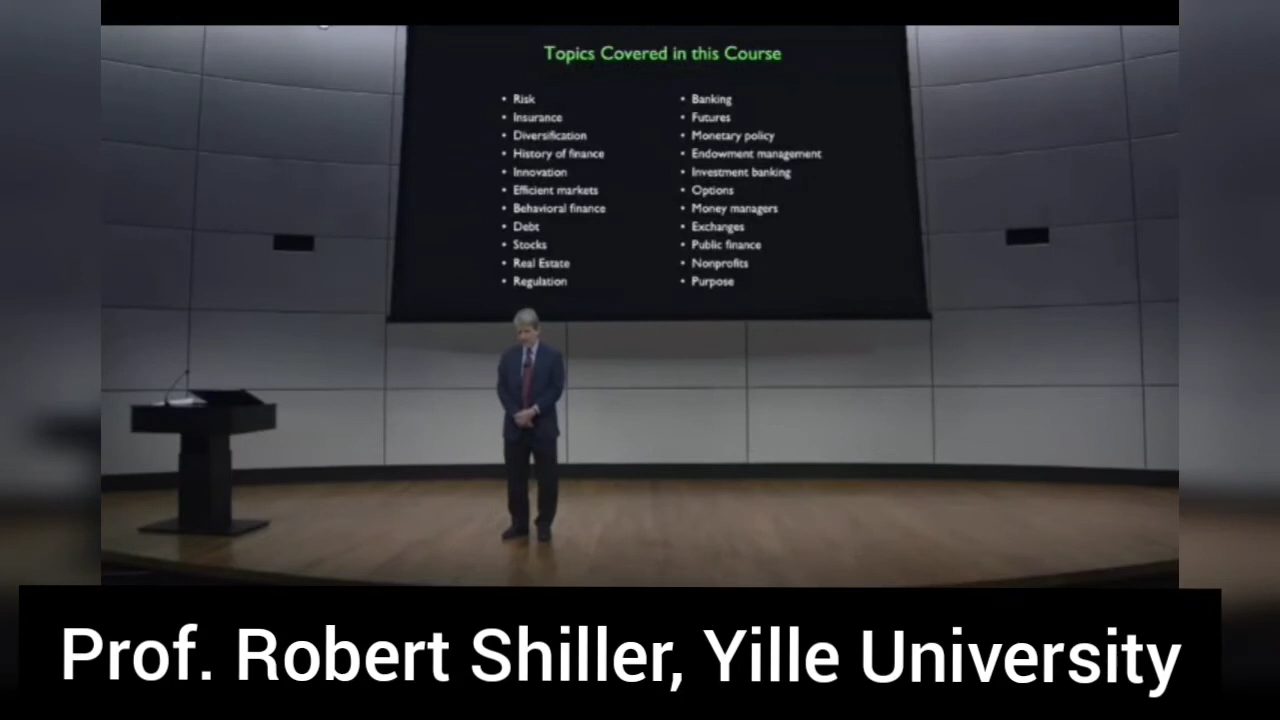 Topics Covered in this Course
• Risk
• Insurance
• Diversification
• History of finance
• Innovation
• Efficient markets
• Behavioral finance
• Debt
• Stocks
• Real Estate
• Regulation
• Banking
• Futures
• Monetary policy
• Endowment management
• Investment banking
• Options
• Money managers
• Exchanges
• Public finance
• Nonprofits
• Purpose
Prof. Robert Shiller, Yille University